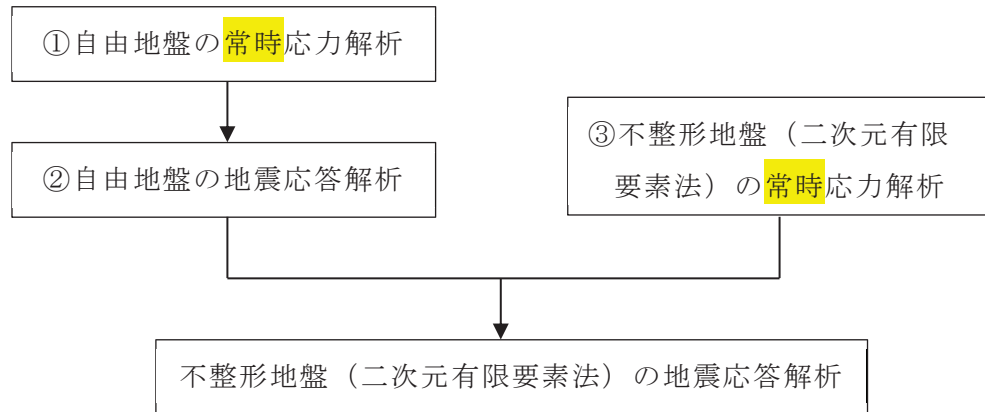 ①自由地盤の常時応力解析
②自由地盤の地震応答解析
③不整形地盤（二次元有限
要素法）の常時応力解析
不整形地盤（二次元有限要素法）の地震応答解析